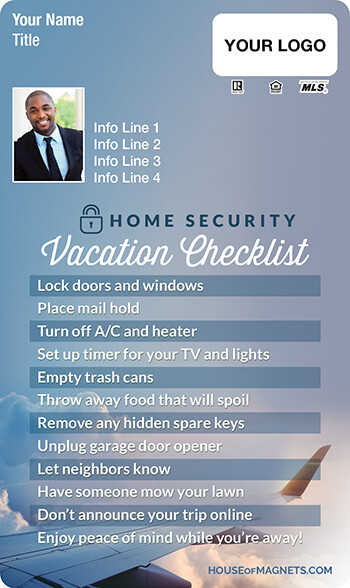 Your Name
Title
YOUR LOGO
MLS
Info Line 1
Info Line 2
Info Line 3
Info Line 4
HOME SECURITY
Vacation Checklist
Lock doors and windows
Place mail hold
Turn off A/C and heater
Set up timer for your TV and lights
Empty trash cans
Throw away food that will spoil
Remove any hidden spare keys
Unplug garage door opener
Let neighbors know
Have someone mow your lawn
Don't announce your trip online
Enjoy peace of mind while you're away!
HOUSEOFMAGNETS.COM